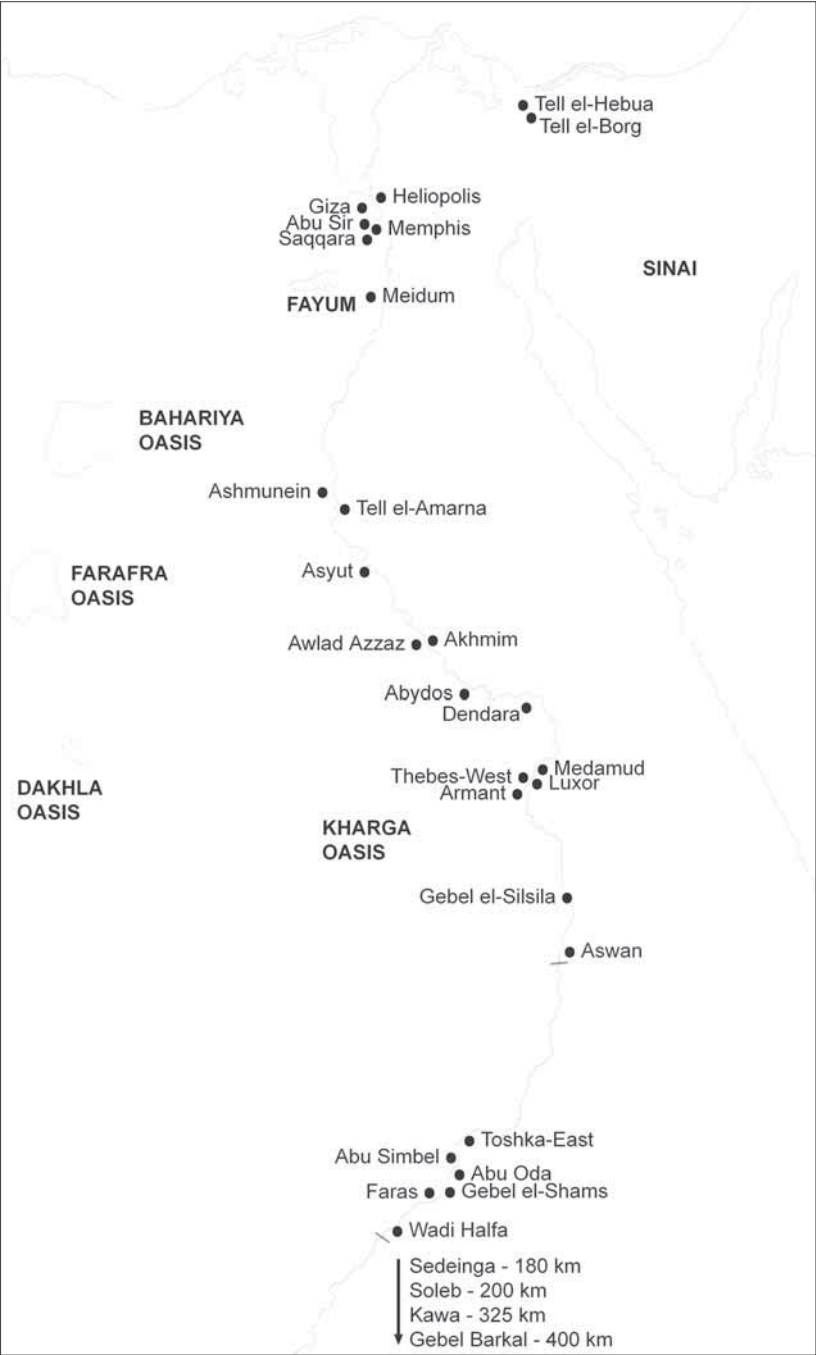 Tell el-Hebua
Tell el-Borg
Heliopolis
Giza
Abu Sir
Memphis
Saqqara
SINAI
FAYUM
Meidum
BAHARIYA
OASIS
Ashmunein
Tell el-Amarna
FARAFRA
OASIS
Asyut
Awlad Azzaz
Akhmim
Abydos
Dendara
Medamud
Thebes-West
Luxor
Armant
DAKHLA
OASIS
KHARGA
OASIS
Gebel el-Silsila
Aswan
Toshka-East
Abu Simbel
Abu Oda
Faras
Gebel el-Shams
Wadi Halfa
Sedeinga - 180 km
Soleb - 200 km
Kawa - 325 km
Gebel Barkal - 400 km